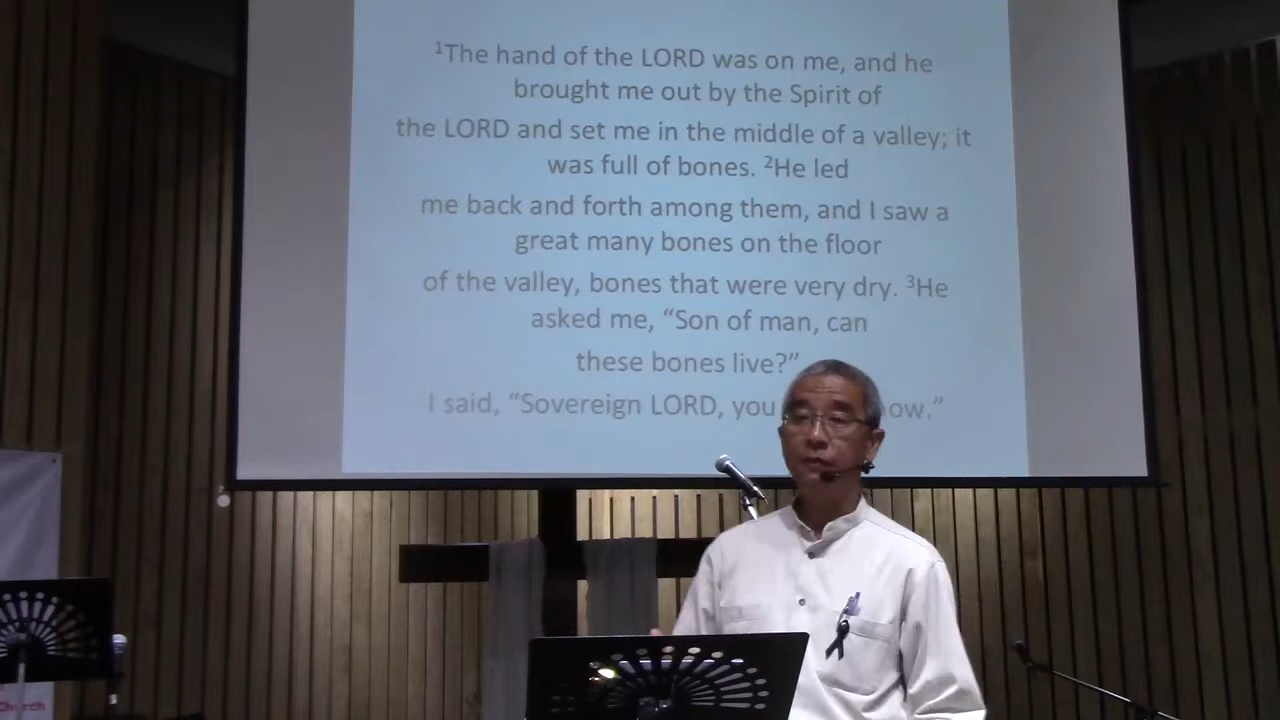 ¹The hand of the LORD was on me, and he
brought me out by the Spirit of
the LORD and set me in the middle of a valley; it
was full of bones. ²He led
me back and forth among them, and I saw a
great many bones on the floor
of the valley, bones that were very dry. ³He
asked me, “Son of man, can
these bones live?”
I said, “Sovereign LORD, you